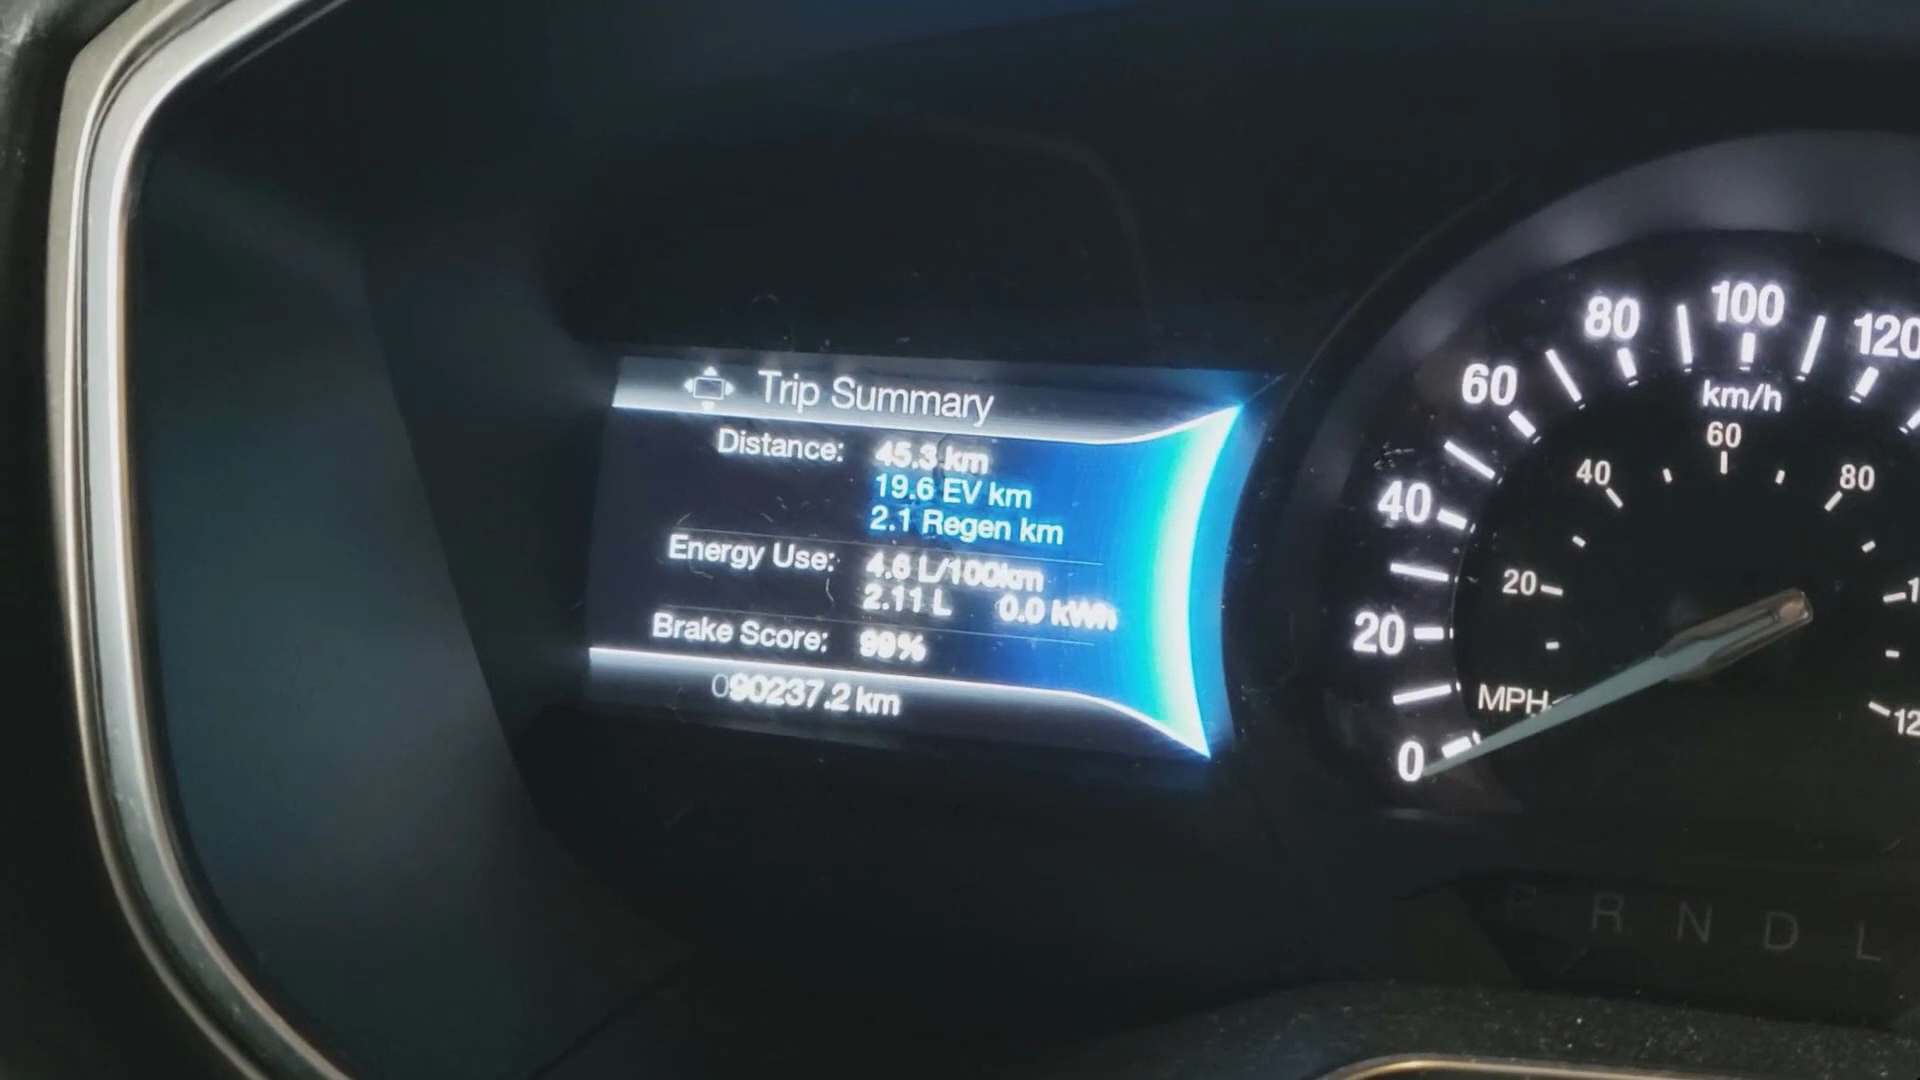 Trip Summary
Distance: 45.3 km
19.6 EV km
2.1 Regen km
Energy Use: 4.6 L/100km
2.11 L 0.0 kWh
Brake Score: 99%
090237.2 km
0 20 40 60 80 100 120
km/h
MPH 20 40 60 80
P R N D L